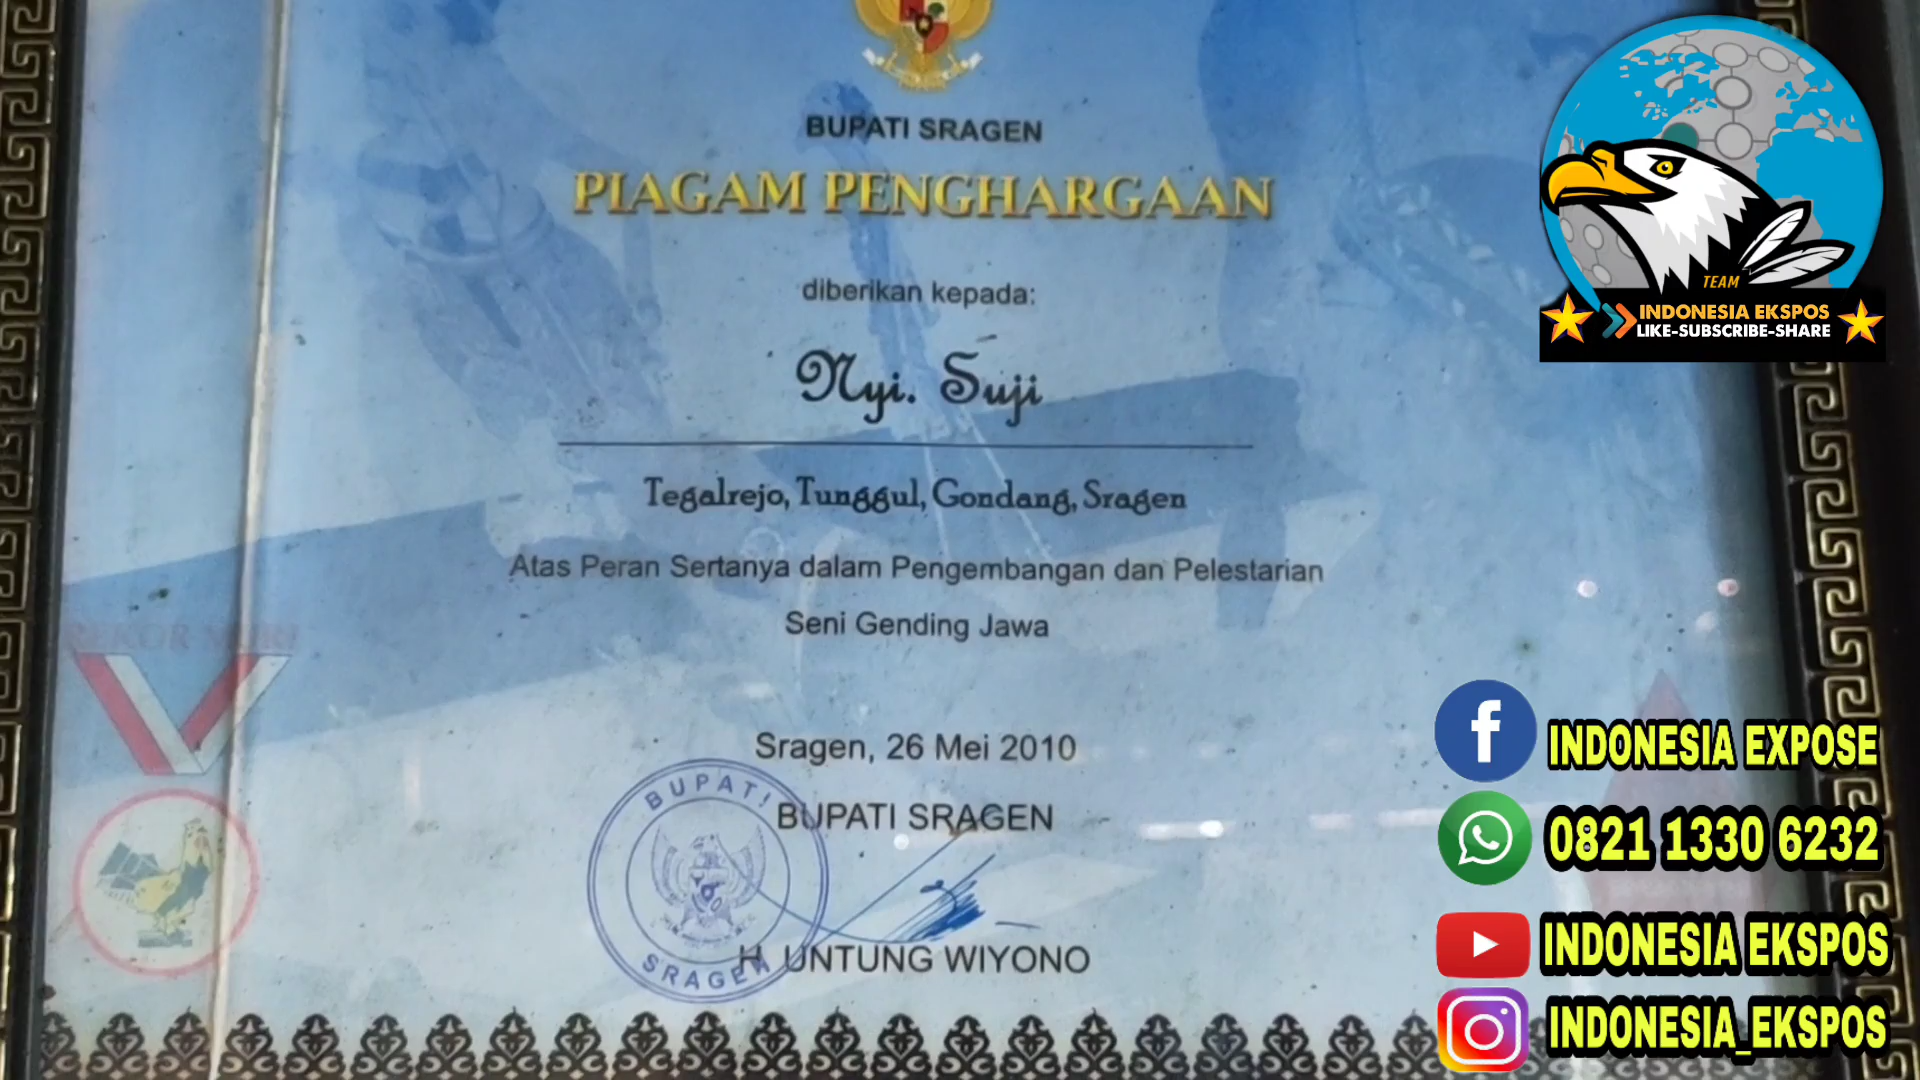 BUPATI SRAGEN
PIAGAM PENGHARGAAN
diberikan kepada:
Nyi. Suji
Tegalrejo, Tunggul, Gondang, Sragen
Atas Peran Sertanya dalam Pengembangan dan Pelestarian
Seni Gending Jawa
Sragen, 26 Mei 2010
BUPATI SRAGEN
H. UNTUNG WIYONO
BUPATI
SRAGEN
TEAM
INDONESIA EKSPOS
LIKE-SUBSCRIBE-SHARE
INDONESIA EXPOSE
0821 1330 6232
INDONESIA EKSPOS
INDONESIA_EKSPOS